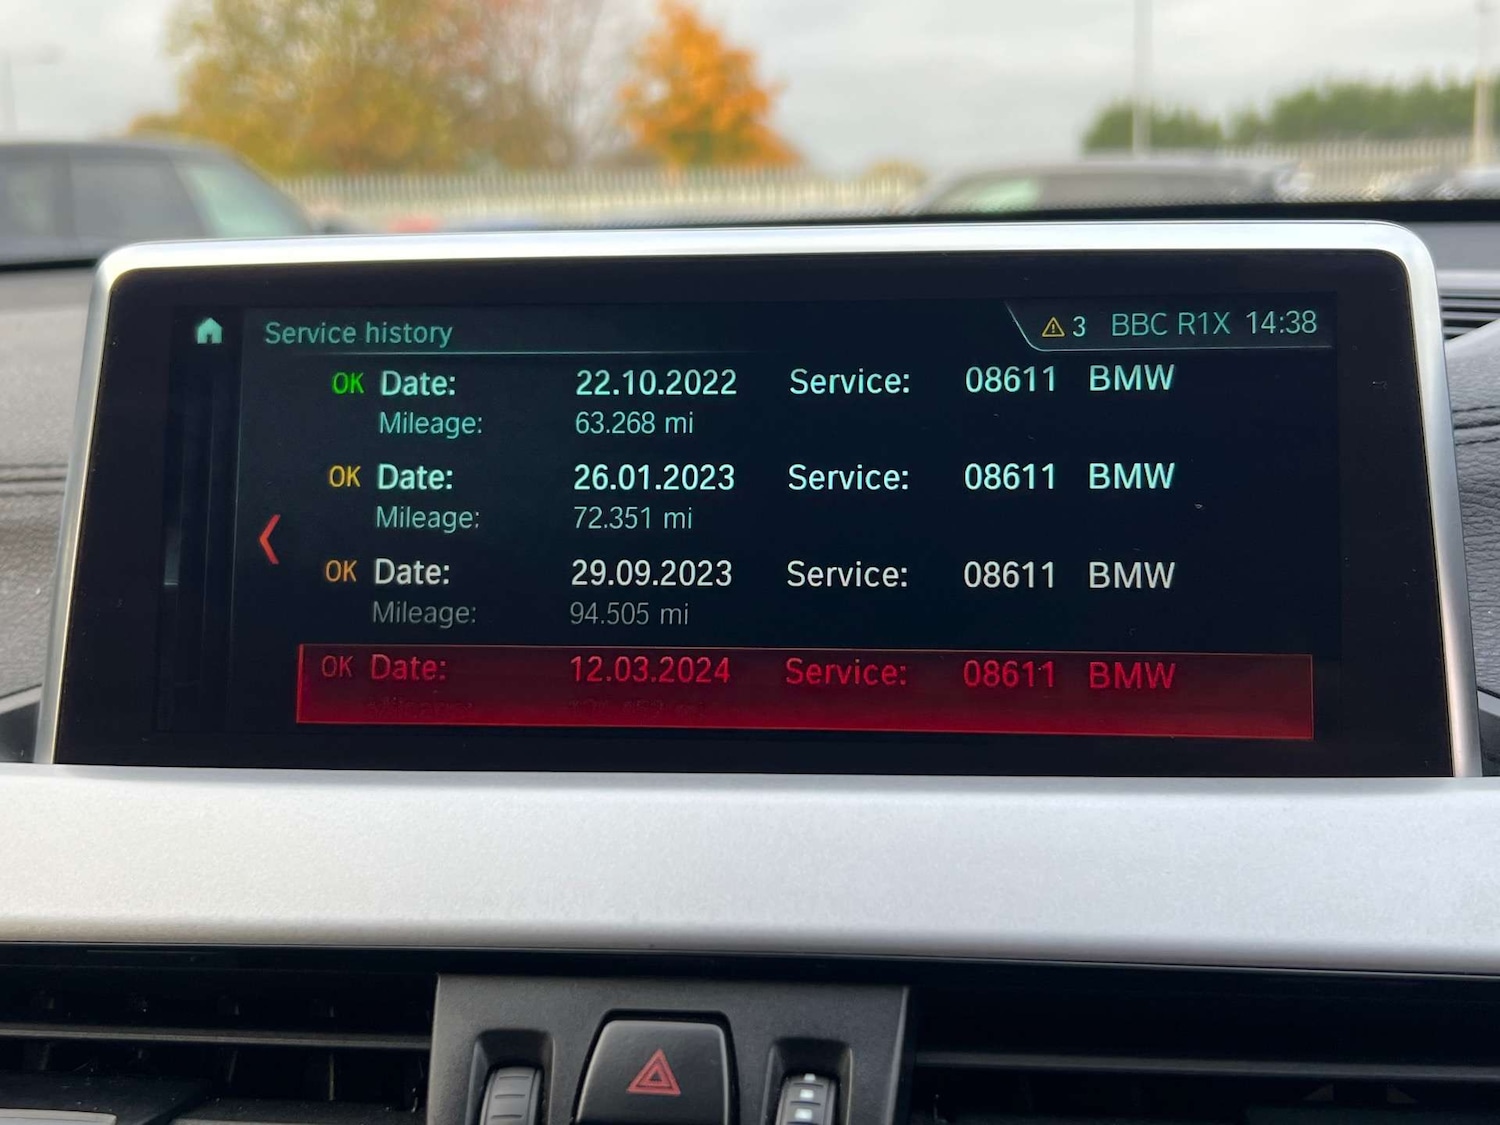 Service history
3 BBC R1X 14:38
OK Date: 22.10.2022 Service: 08611 BMW
Mileage: 63.268 mi
OK Date: 26.01.2023 Service: 08611 BMW
Mileage: 72.351 mi
OK Date: 29.09.2023 Service: 08611 BMW
Mileage: 94.505 mi
OK Date: 12.03.2024 Service: 08611 BMW
Mileage: